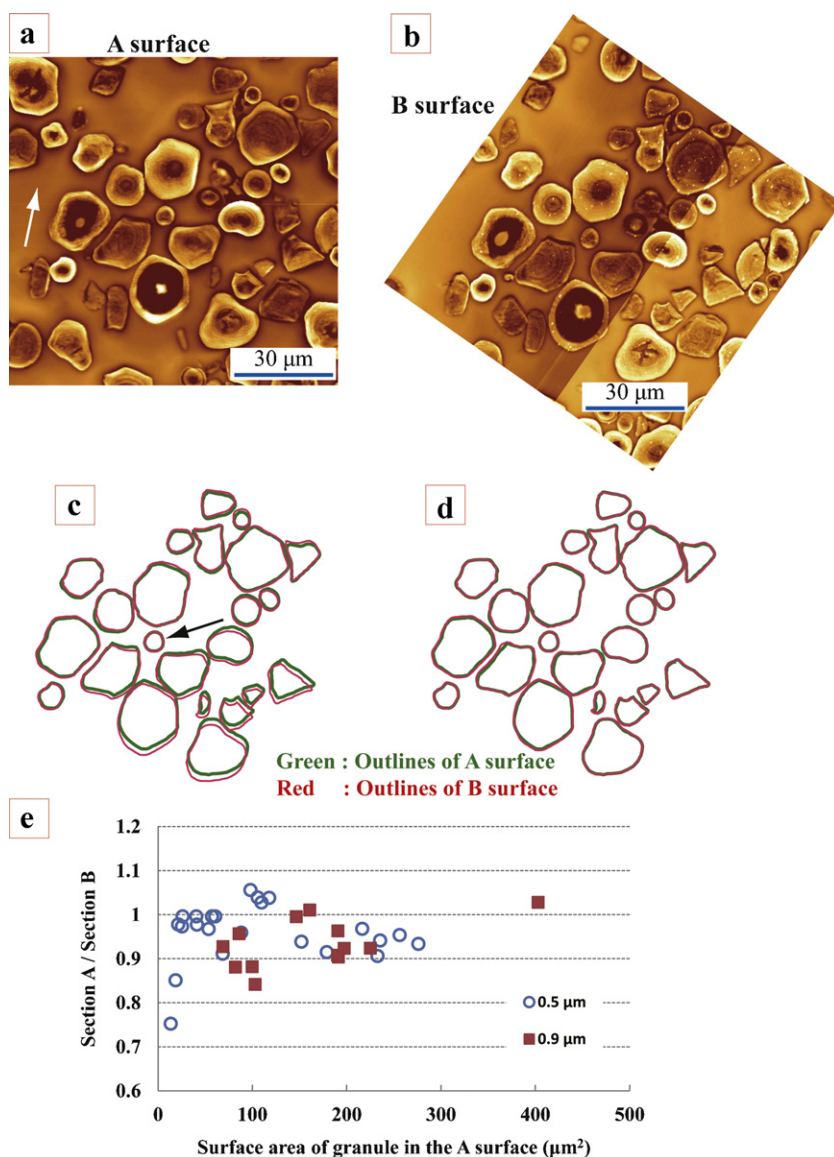 a
A surface
b
B surface
30 μm
30 μm
c
d
Green : Outlines of A surface
Red : Outlines of B surface
e
Section A / Section B
1.2
1.1
1
0.9
0.8
0.7
0.6
0.5 μm
0.9 μm
0 100 200 300 400 500
Surface area of granule in the A surface (μm²)